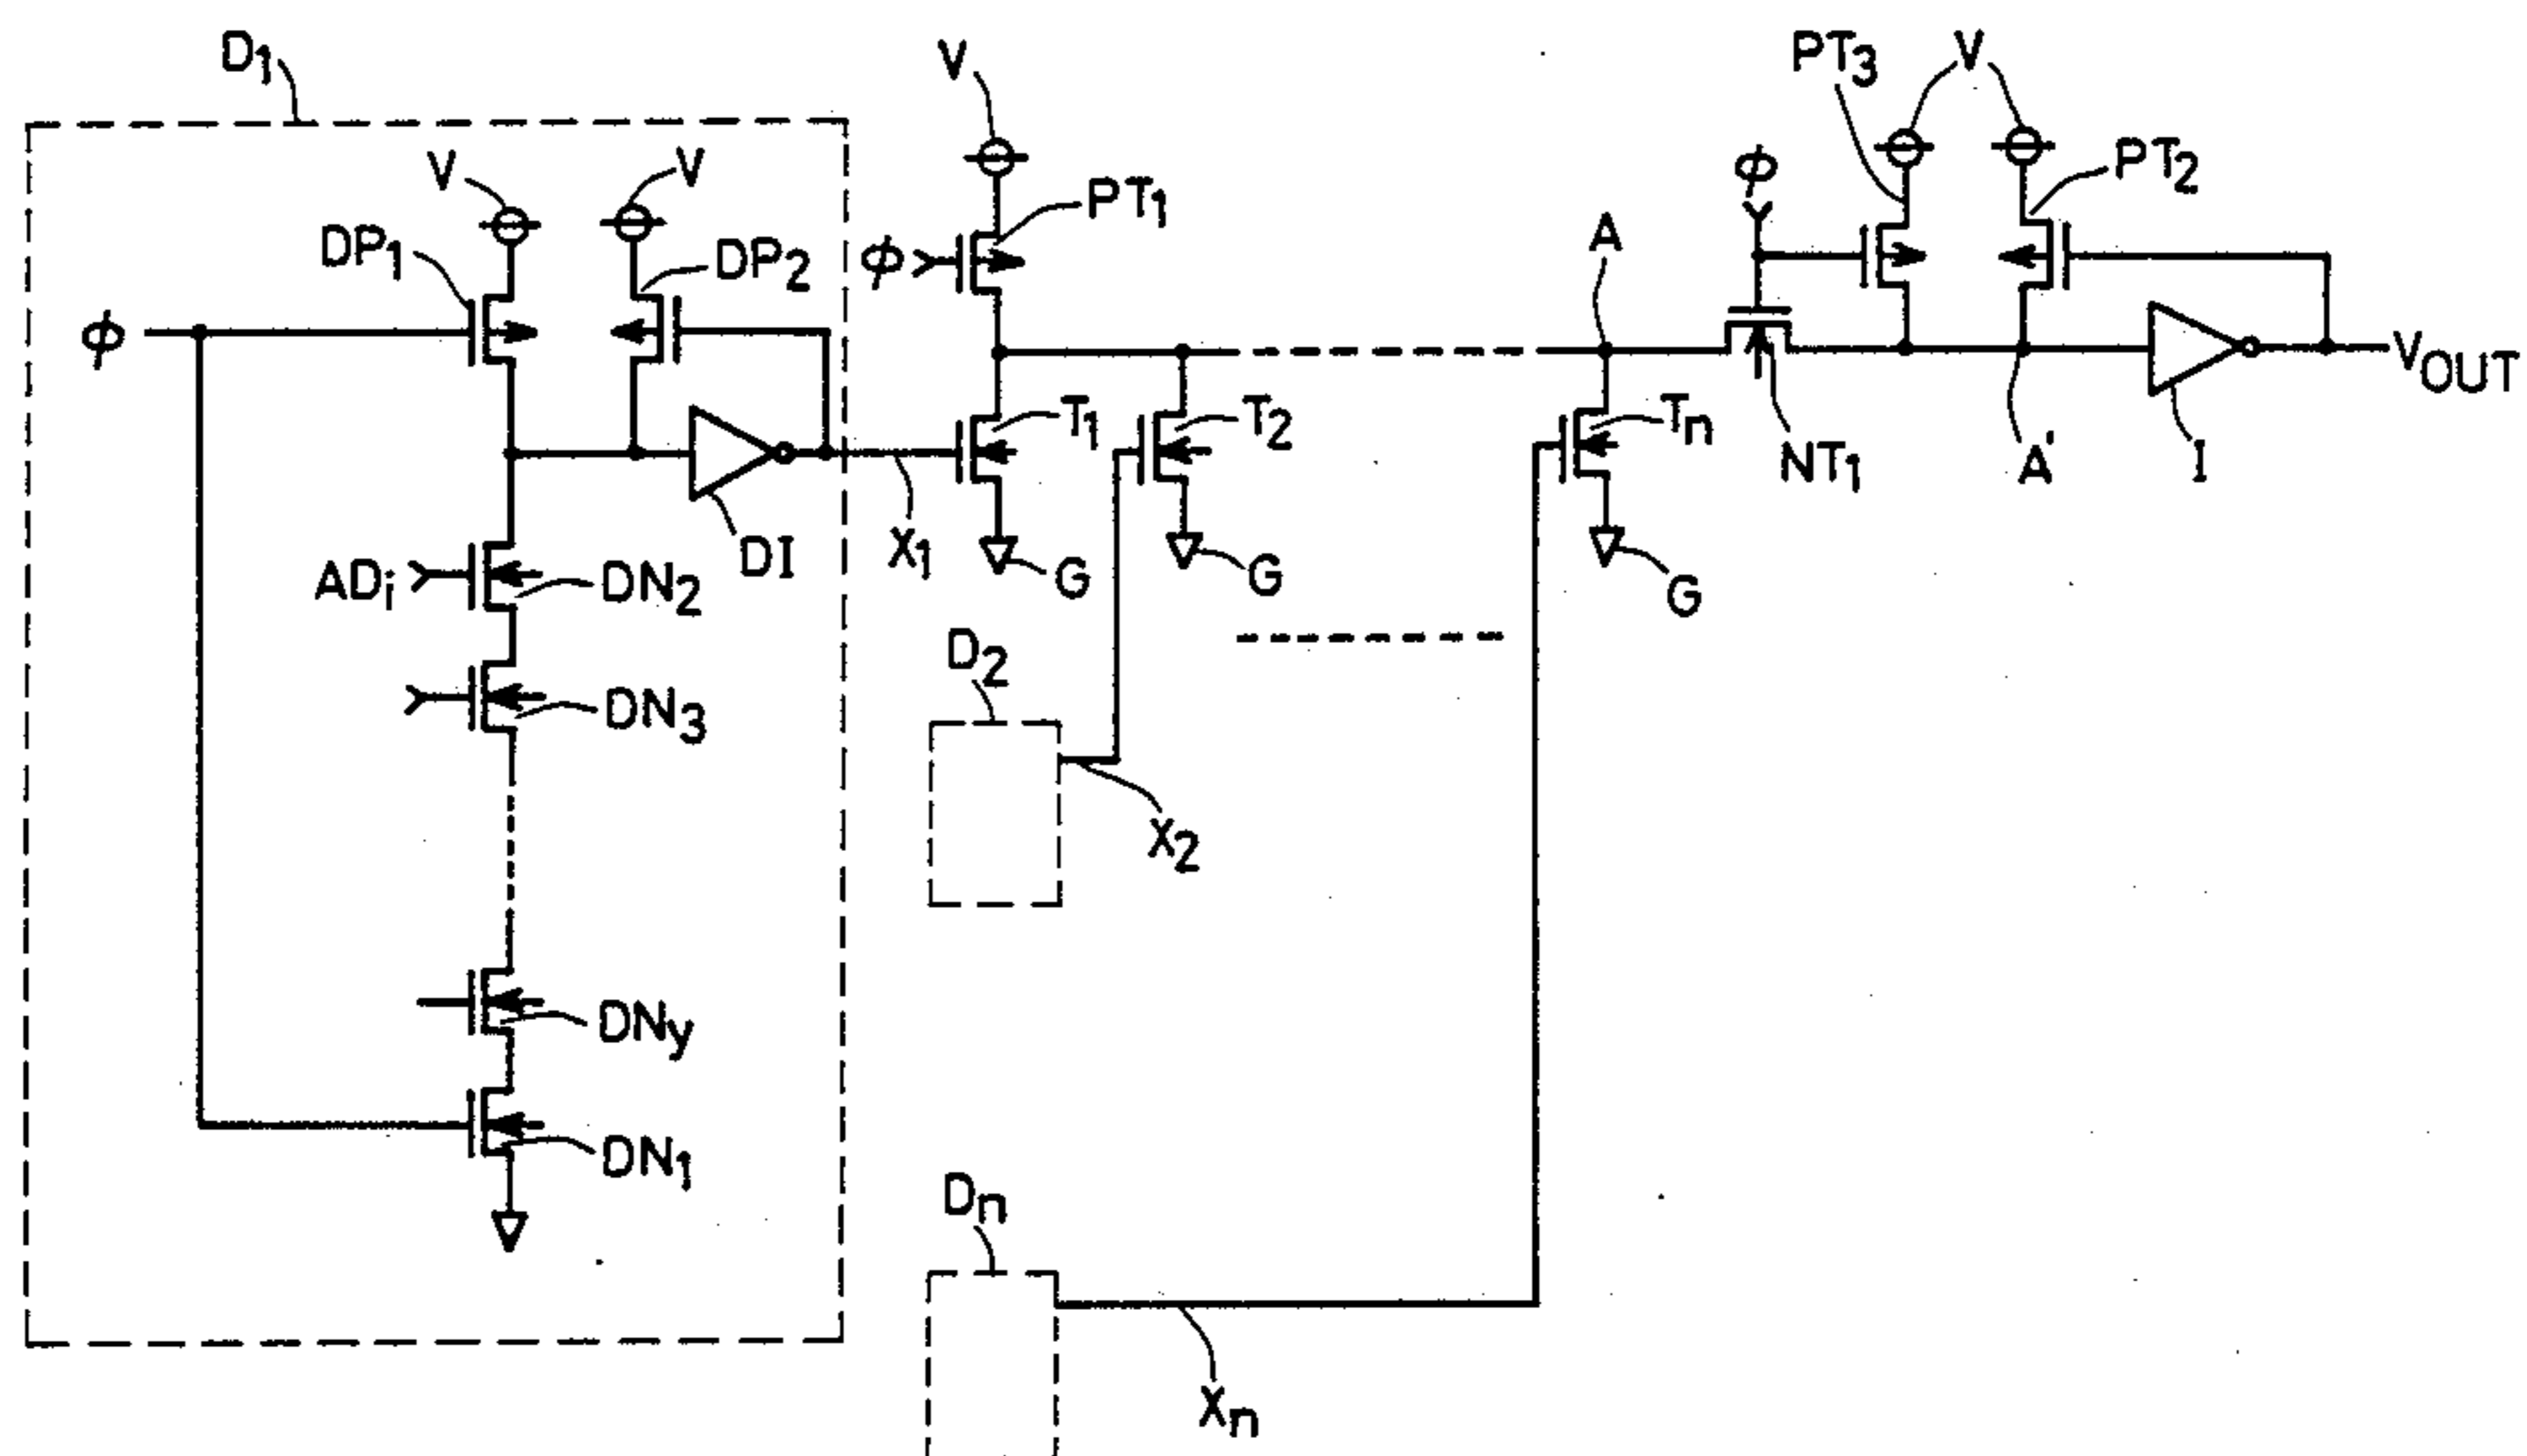 D₁
V
PT₃
V
V
V
ϕ
PT₂
DP₁
DP₂
ϕ
PT₁
A
ϕ
T₁
T₂
Tₙ
NT₁
A'
I
V_OUT
ADᵢ
DN₂
DI
X₁
G
G
G
DN₃
D₂
X₂
DNy
DN₁
Dₙ
Xₙ